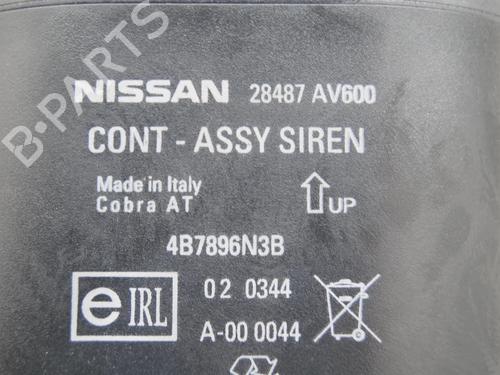 B-PARTS
NISSAN 28487 AV600
CONT - ASSY SIREN
Made in Italy
Cobra AT
UP
4B7896N3B
e IRL
02 0344
A-00 0044